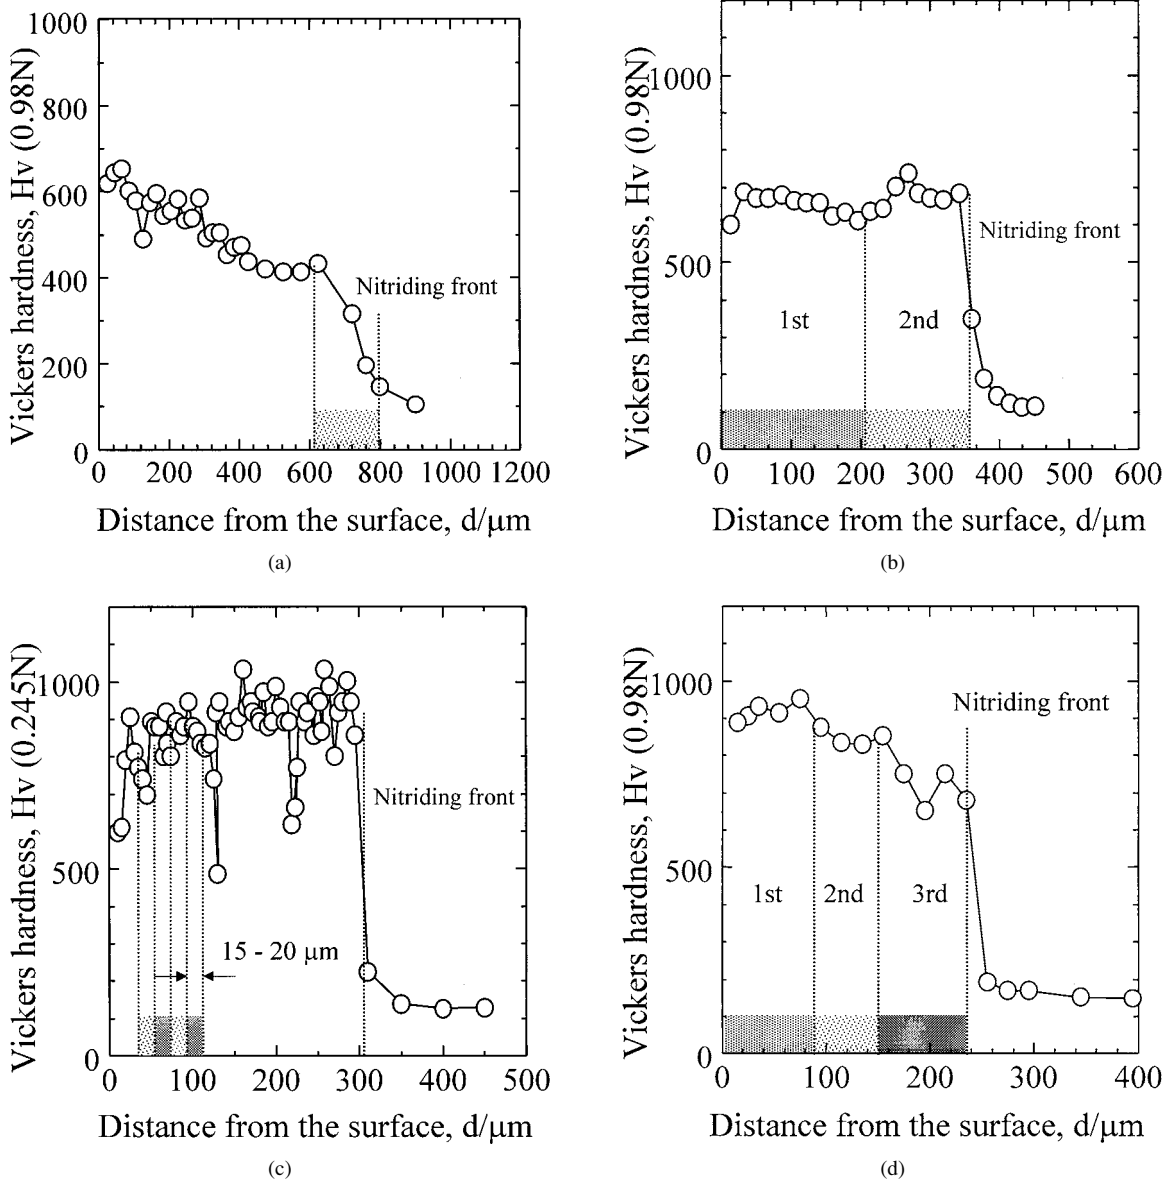 Vickers hardness, Hv (0.98N)
1000
800
600
400
200
0
Nitriding front
0 200 400 600 800 1000 1200
Distance from the surface, d/μm
(a)
Vickers hardness, Hv (0.98N)
1000
500
0
Nitriding front
1st 2nd
0 100 200 300 400 500 600
Distance from the surface, d/μm
(b)
Vickers hardness, Hv (0.245N)
1000
500
0
Nitriding front
15 - 20 μm
0 100 200 300 400 500
Distance from the surface, d/μm
(c)
Vickers hardness, Hv (0.98N)
1000
500
0
Nitriding front
1st 2nd 3rd
0 100 200 300 400
Distance from the surface, d/μm
(d)